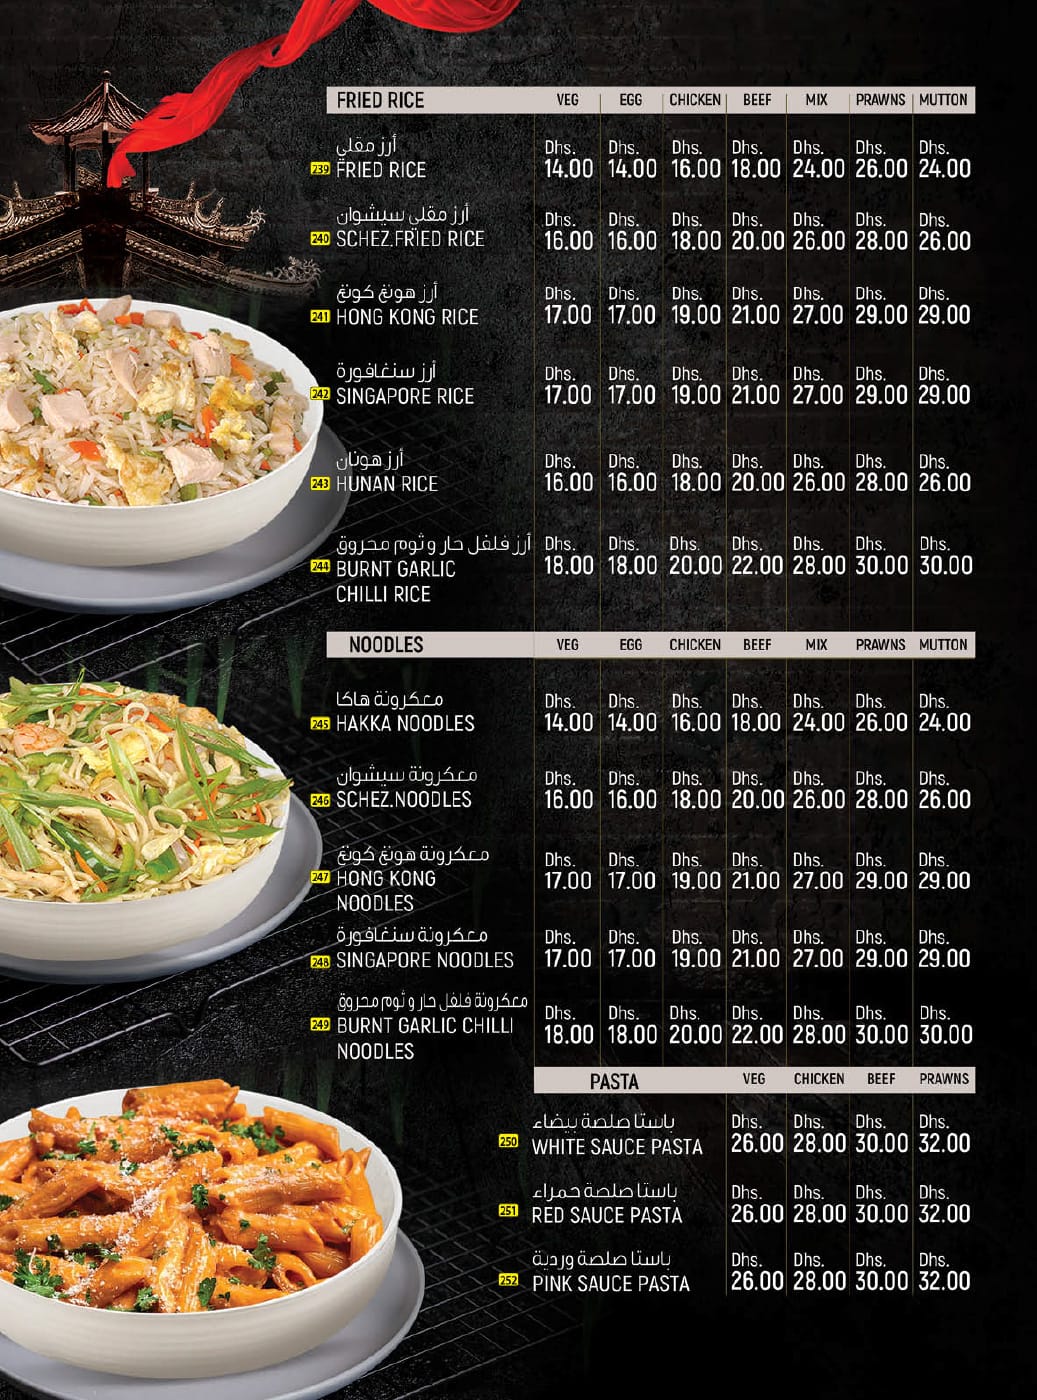 FRIED RICE VEG EGG CHICKEN BEEF MIX PRAWNS MUTTON
أرز مقلي Dhs. Dhs. Dhs. Dhs. Dhs. Dhs. Dhs.
239 FRIED RICE 14.00 14.00 16.00 18.00 24.00 26.00 24.00
أرز مقلي سيشوان Dhs. Dhs. Dhs. Dhs. Dhs. Dhs. Dhs.
240 SCHEZ.FRIED RICE 16.00 16.00 18.00 20.00 26.00 28.00 26.00
أرز هونغ كونغ Dhs. Dhs. Dhs. Dhs. Dhs. Dhs. Dhs.
241 HONG KONG RICE 17.00 17.00 19.00 21.00 27.00 29.00 29.00
أرز سنغافورة Dhs. Dhs. Dhs. Dhs. Dhs. Dhs. Dhs.
242 SINGAPORE RICE 17.00 17.00 19.00 21.00 27.00 29.00 29.00
أرز هونان Dhs. Dhs. Dhs. Dhs. Dhs. Dhs. Dhs.
243 HUNAN RICE 16.00 16.00 18.00 20.00 26.00 28.00 26.00
أرز فلفل حار و ثوم محروق Dhs. Dhs. Dhs. Dhs. Dhs. Dhs. Dhs.
244 BURNT GARLIC 18.00 18.00 20.00 22.00 28.00 30.00 30.00
CHILLI RICE
NOODLES VEG EGG CHICKEN BEEF MIX PRAWNS MUTTON
معكرونة هاكا Dhs. Dhs. Dhs. Dhs. Dhs. Dhs. Dhs.
245 HAKKA NOODLES 14.00 14.00 16.00 18.00 24.00 26.00 24.00
معكرونة سيشوان Dhs. Dhs. Dhs. Dhs. Dhs. Dhs. Dhs.
246 SCHEZ.NOODLES 16.00 16.00 18.00 20.00 26.00 28.00 26.00
معكرونة هونغ كونغ Dhs. Dhs. Dhs. Dhs. Dhs. Dhs. Dhs.
247 HONG KONG 17.00 17.00 19.00 21.00 27.00 29.00 29.00
NOODLES
معكرونة سنغافورة Dhs. Dhs. Dhs. Dhs. Dhs. Dhs. Dhs.
248 SINGAPORE NOODLES 17.00 17.00 19.00 21.00 27.00 29.00 29.00
معكرونة فلفل حار و ثوم محروق Dhs. Dhs. Dhs. Dhs. Dhs. Dhs. Dhs.
249 BURNT GARLIC CHILLI 18.00 18.00 20.00 22.00 28.00 30.00 30.00
NOODLES
PASTA VEG CHICKEN BEEF PRAWNS
باستا صلصة بيضاء Dhs. Dhs. Dhs. Dhs.
250 WHITE SAUCE PASTA 26.00 28.00 30.00 32.00
باستا صلصة حمراء Dhs. Dhs. Dhs. Dhs.
251 RED SAUCE PASTA 26.00 28.00 30.00 32.00
باستا صلصة وردية Dhs. Dhs. Dhs. Dhs.
252 PINK SAUCE PASTA 26.00 28.00 30.00 32.00